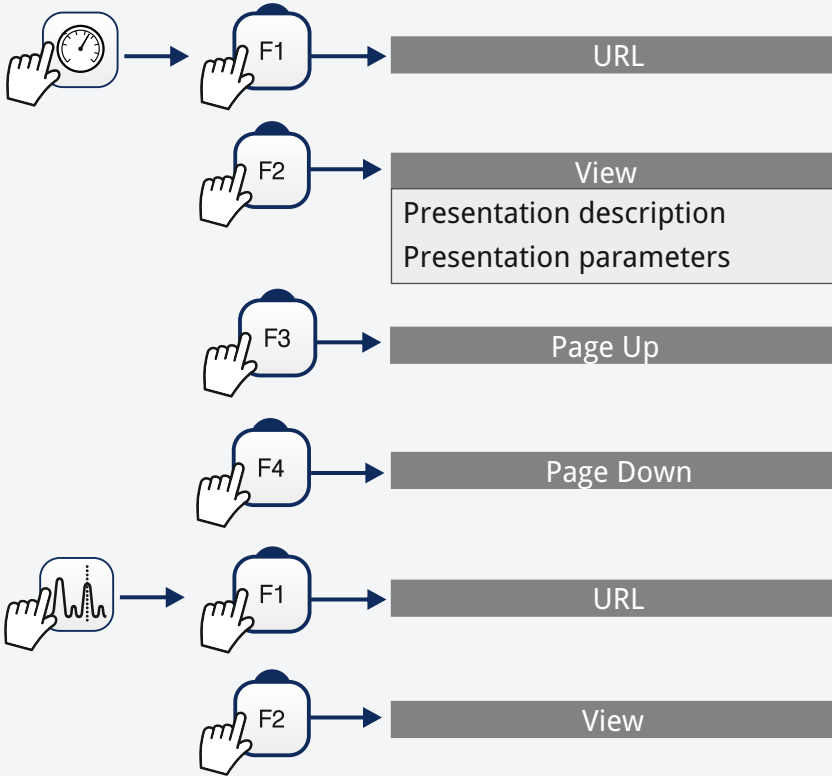 F1
URL
F2
View
Presentation description
Presentation parameters
F3
Page Up
F4
Page Down
F1
URL
F2
View